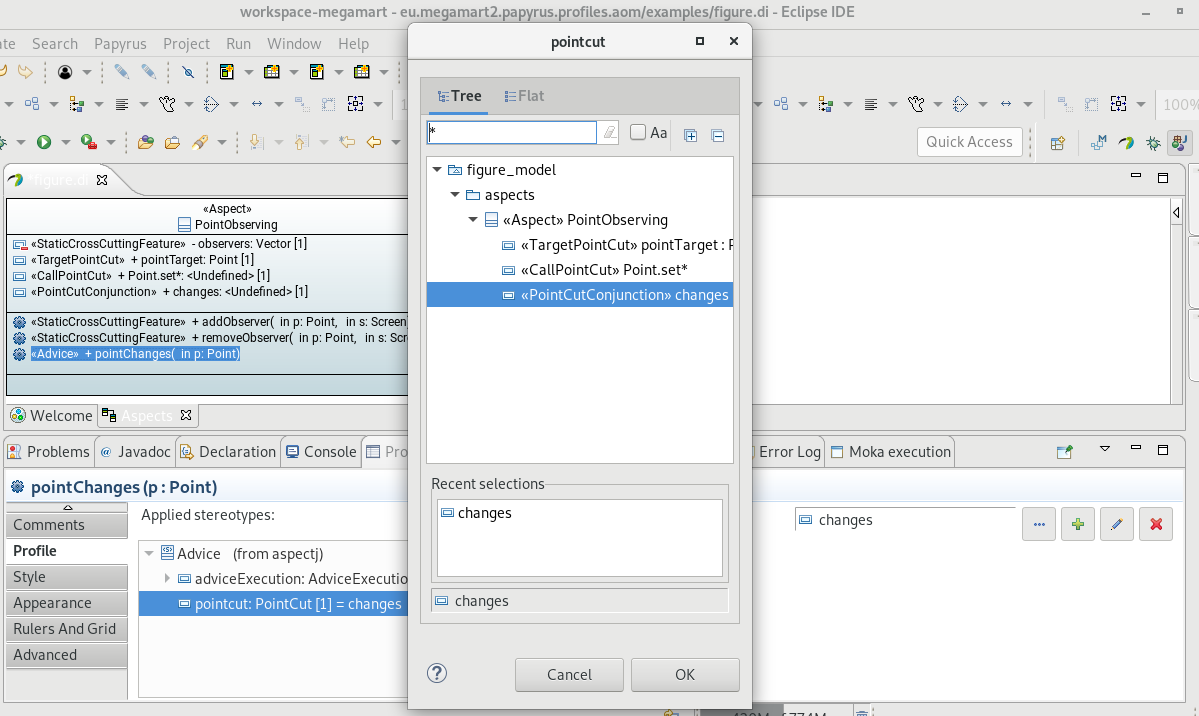 workspace-megamart - eu.megamart2.papyrus.profiles.aom/examples/figure.di - Eclipse IDE
ate Search Papyrus Project Run Window Help
pointcut
Tree Flat
* Aa
100%
Quick Access
figure_model
aspects
«Aspect» PointObserving
«TargetPointCut» pointTarget : P
«CallPointCut» Point.set*
«PointCutConjunction» changes
Recent selections
changes
changes
Cancel OK
*figure.di
«Aspect»
PointObserving
«StaticCrossCuttingFeature» - observers: Vector [1]
«TargetPointCut» + pointTarget: Point [1]
«CallPointCut» + Point.set*: <Undefined> [1]
«PointCutConjunction» + changes: <Undefined> [1]
«StaticCrossCuttingFeature» + addObserver( in p: Point, in s: Screen)
«StaticCrossCuttingFeature» + removeObserver( in p: Point, in s: Scre
«Advice» + pointChanges( in p: Point)
Welcome Aspects
Problems Javadoc Declaration Console Pro Error Log Moka execution
pointChanges (p : Point)
Comments
Profile
Style
Appearance
Rulers And Grid
Advanced
Applied stereotypes:
Advice (from aspectj)
adviceExecution: AdviceExecutio
pointcut: PointCut [1] = changes
changes